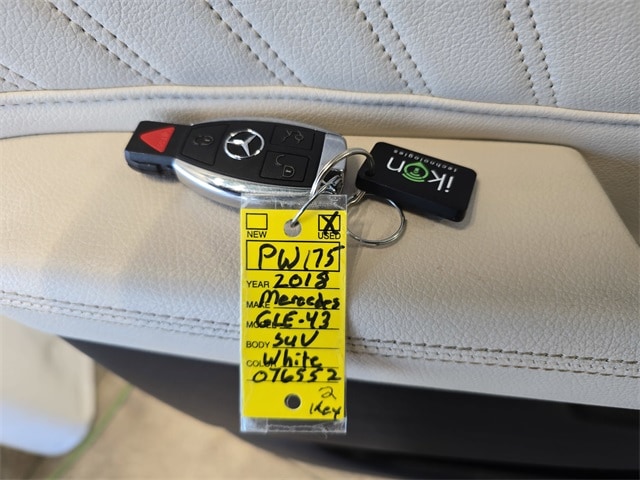 ikon
technologies
NEW X USED
PW175
YEAR 2018
MAKE Mercedes
MODEL GLE-43
BODY SUV
COLOR White
076552
2
Key